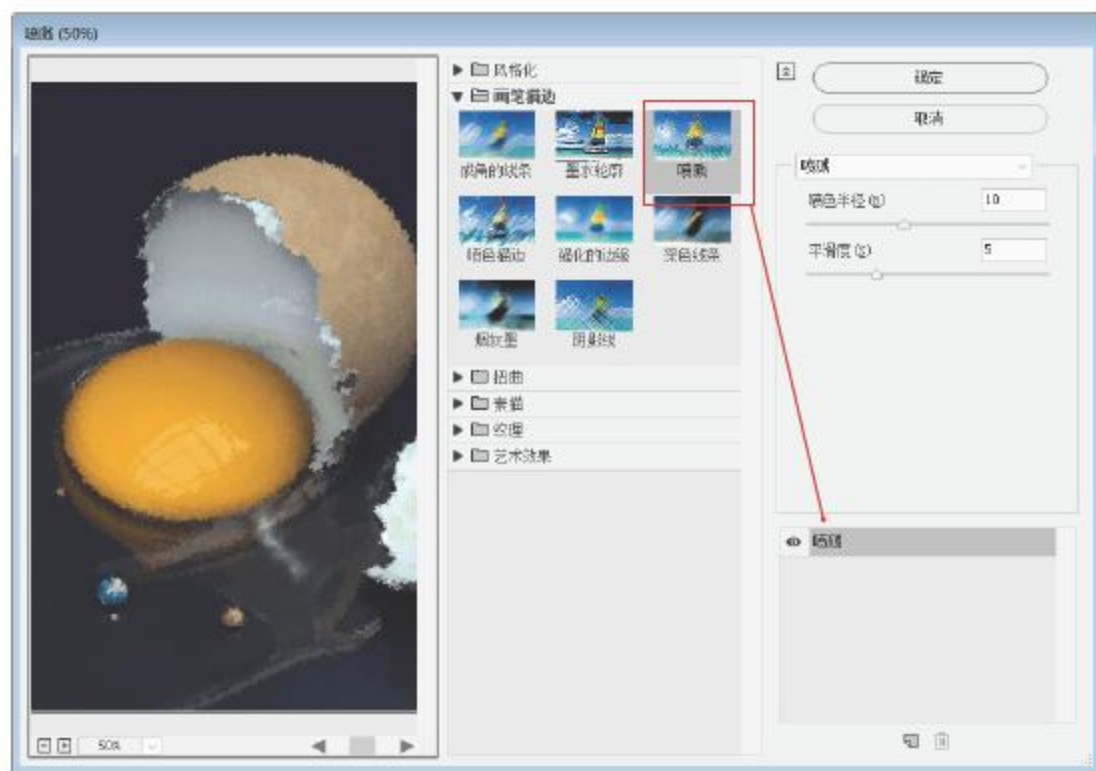 喷溅 (50%)
风格化
画笔描边
成角的线条
墨水轮廓
喷溅
喷色描边
强化的边缘
深色线条
烟灰墨
阴影线
扭曲
素描
纹理
艺术效果
50%
确定
取消
喷溅
喷色半径(R)
10
平滑度(S)
5
喷溅